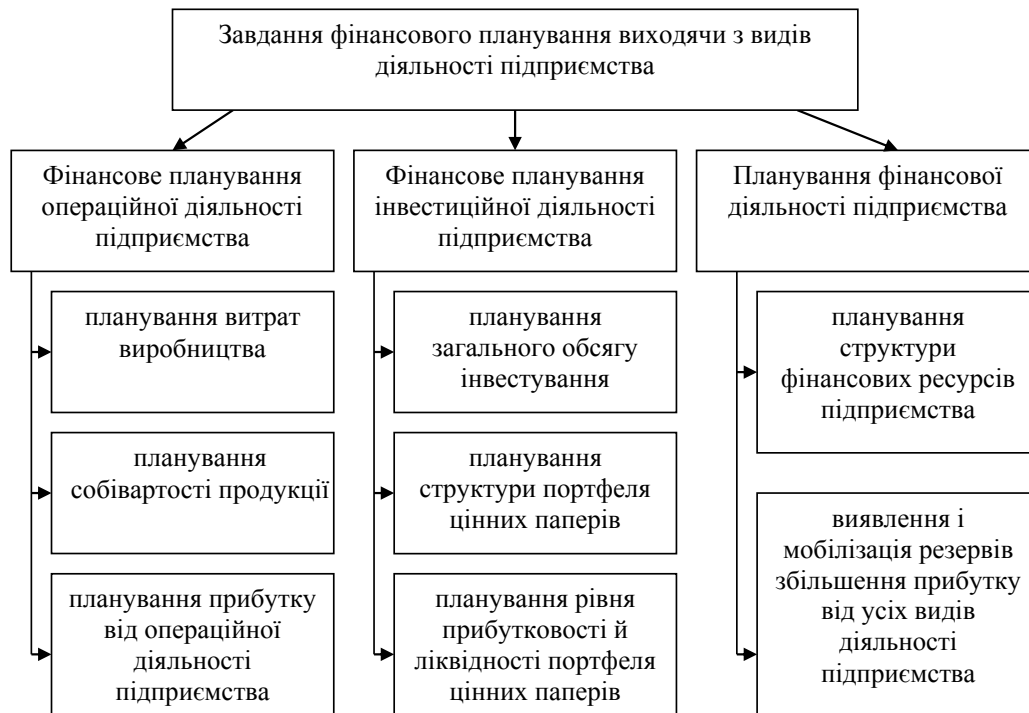 Завдання фінансового планування виходячи з видів
діяльності підприємства
Фінансове планування
операційної діяльності
підприємства
планування витрат
виробництва
планування
собівартості продукції
планування прибутку
від операційної
діяльності
підприємства
Фінансове планування
інвестиційної діяльності
підприємства
планування
загального обсягу
інвестування
планування
структури портфеля
цінних паперів
планування рівня
прибутковості й
ліквідності портфеля
цінних паперів
Планування фінансової
діяльності підприємства
планування
структури
фінансових ресурсів
підприємства
виявлення і
мобілізація резервів
збільшення прибутку
від усіх видів
діяльності
підприємства